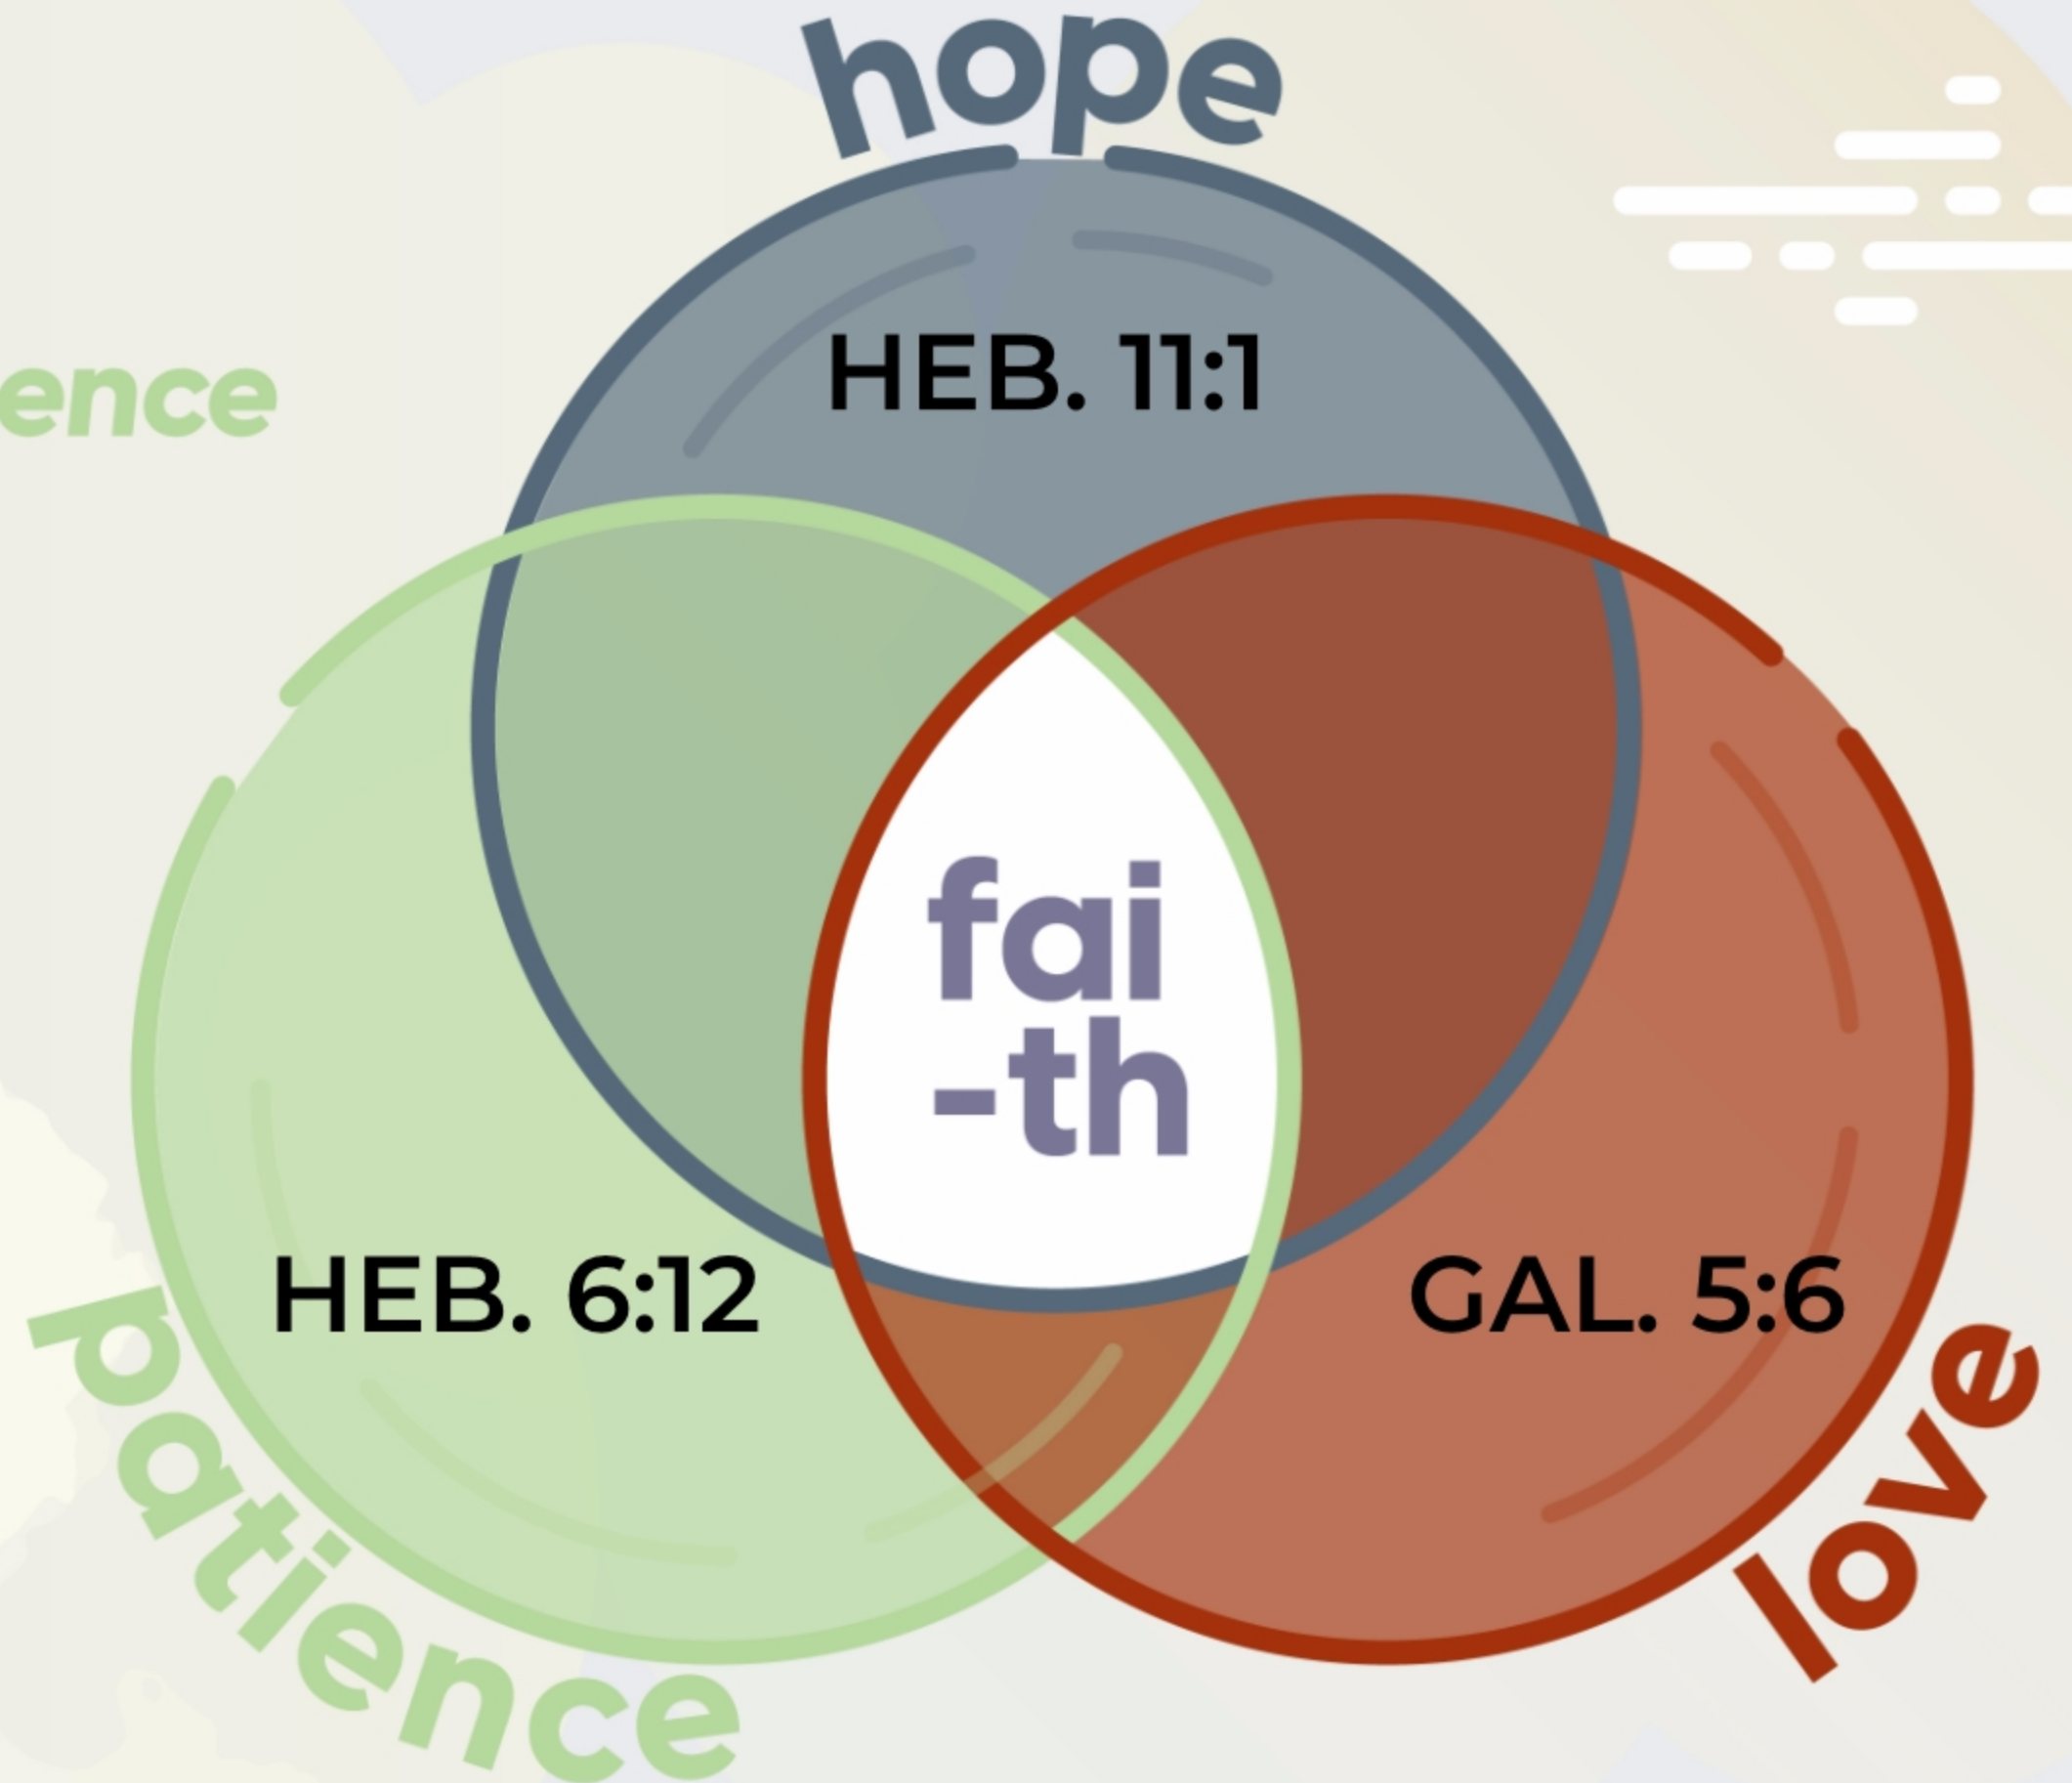 hope
HEB. 11:1
ence
fai
-th
HEB. 6:12
GAL. 5:6
patience
love